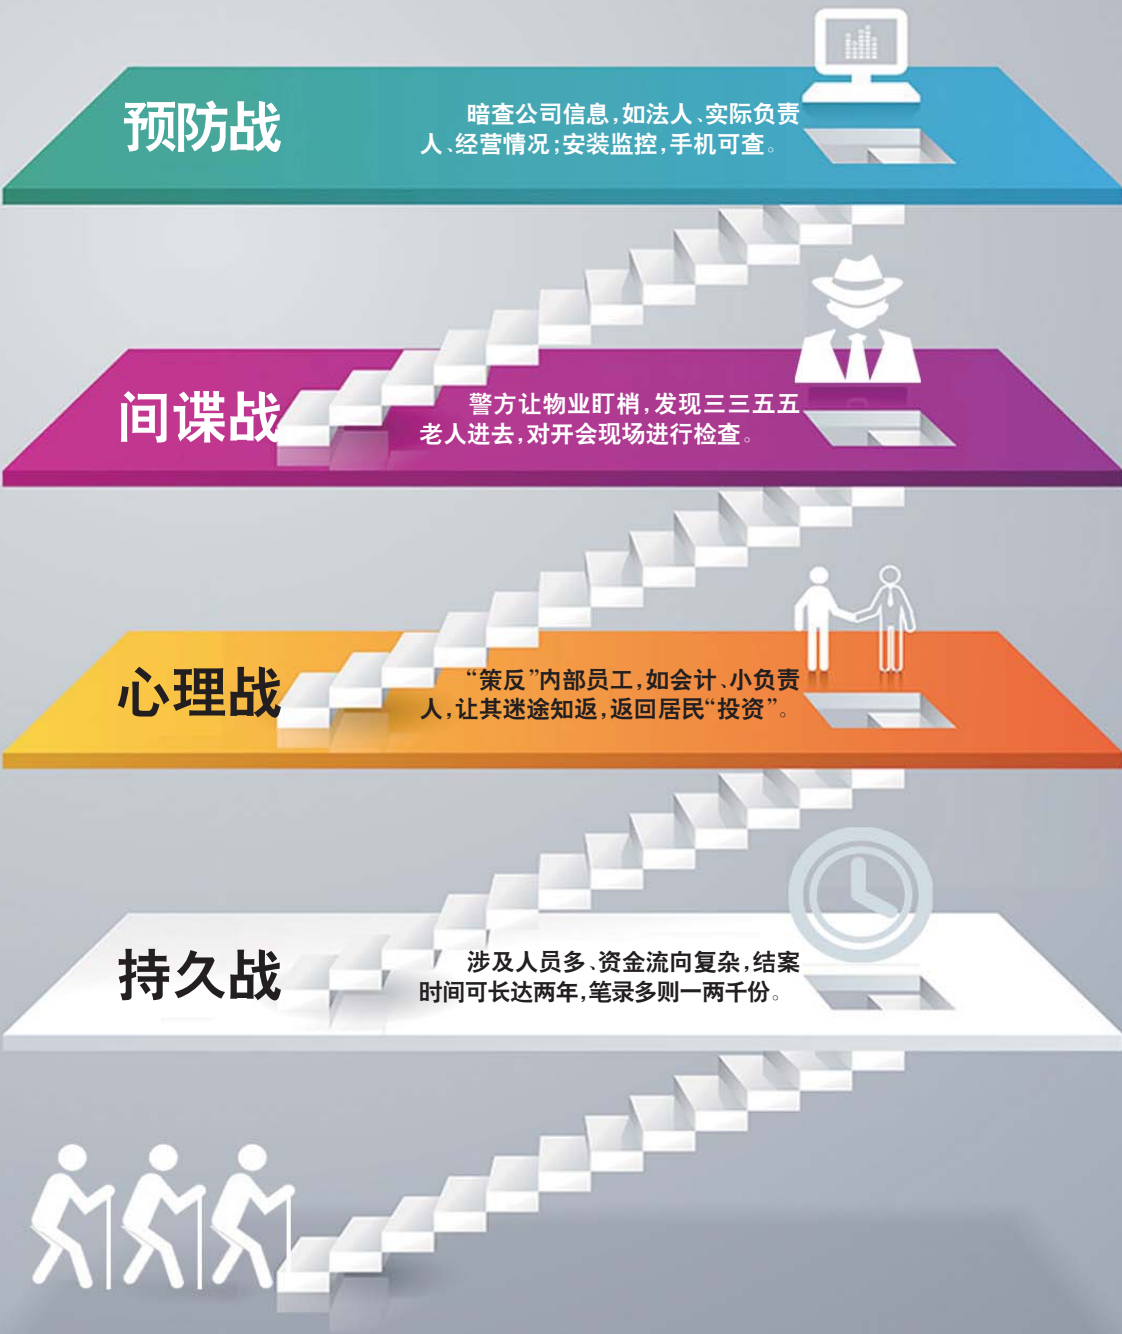 预防战
暗查公司信息,如法人、实际负责
人、经营情况;安装监控,手机可查。
间谍战
警方让物业盯梢,发现三三五五
老人进去,对开会现场进行检查。
心理战
“策反”内部员工,如会计、小负责
人,让其迷途知返,返回居民“投资”。
持久战
涉及人员多、资金流向复杂,结案
时间可长达两年,笔录多则一两千份。